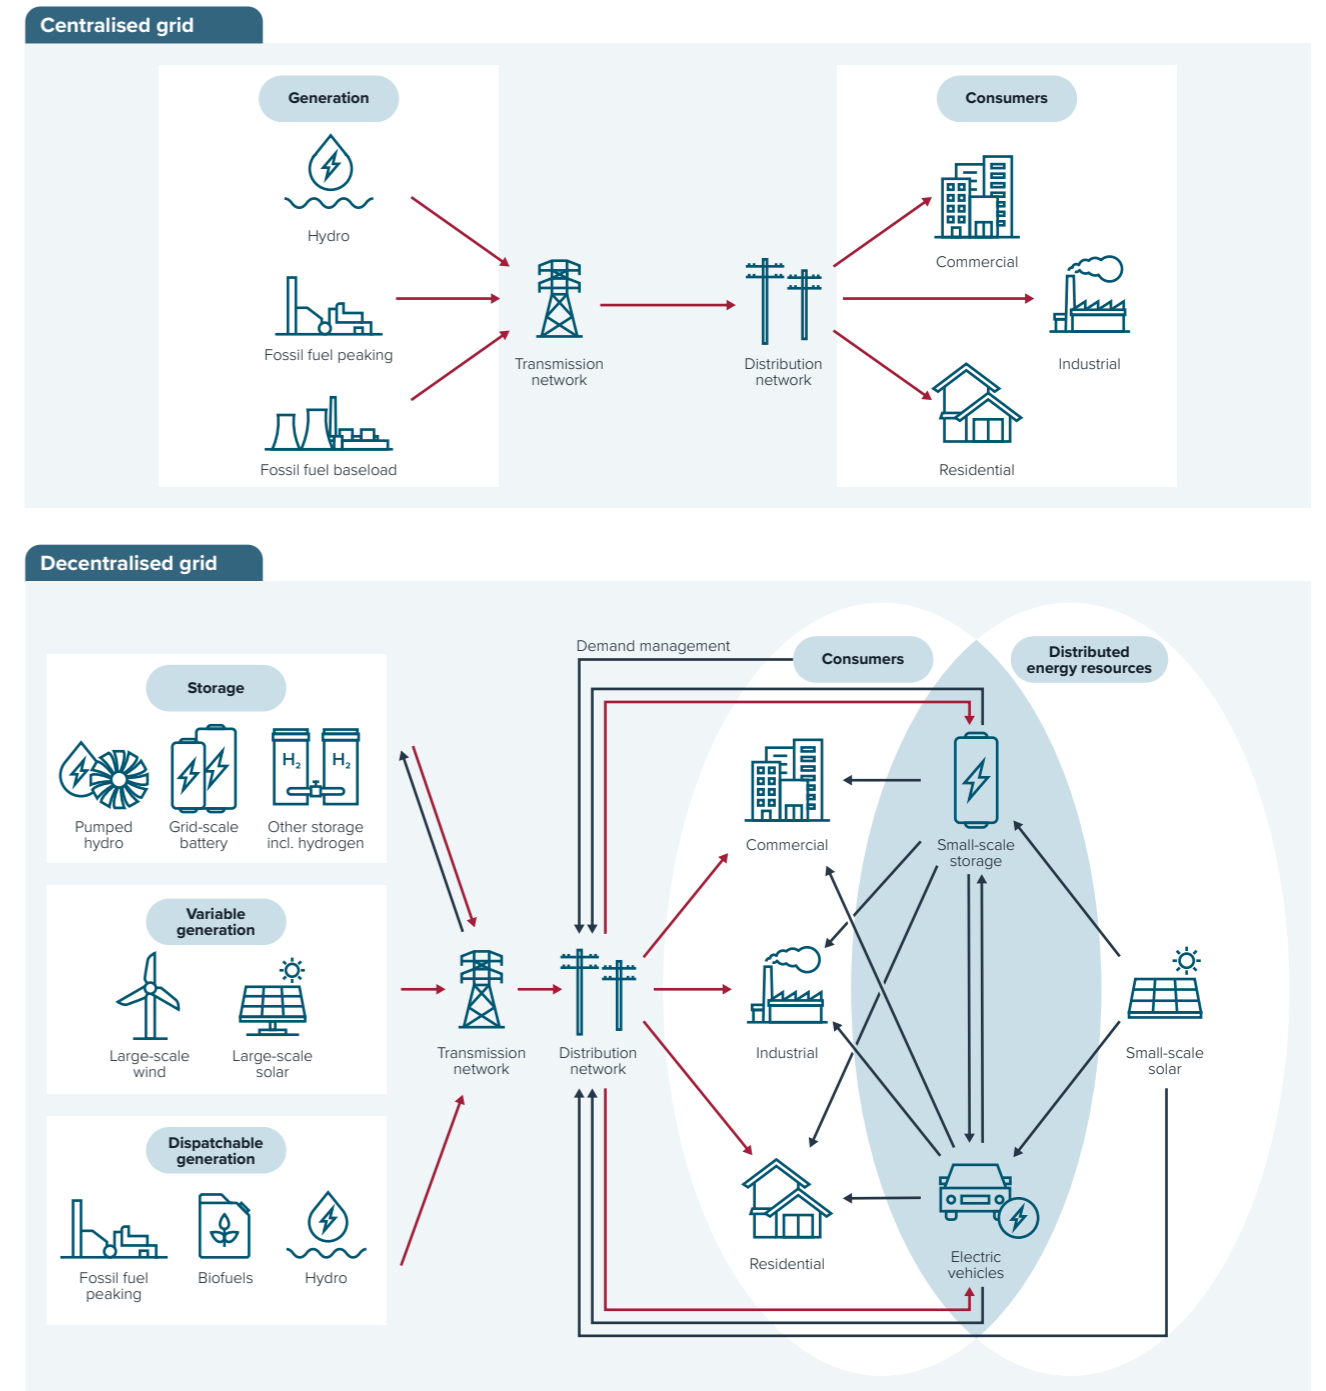 Centralised grid
Generation
Consumers
Hydro
Commercial
Fossil fuel peaking
Transmission
network
Distribution
network
Industrial
Fossil fuel baseload
Residential
Decentralised grid
Demand management
Consumers
Distributed
energy resources
Storage
H2
H2
Pumped
hydro
Grid-scale
battery
Other storage
incl. hydrogen
Commercial
Small-scale
storage
Variable
generation
Large-scale
wind
Large-scale
solar
Transmission
network
Distribution
network
Industrial
Small-scale
solar
Dispatchable
generation
Fossil fuel
peaking
Biofuels
Hydro
Residential
Electric
vehicles